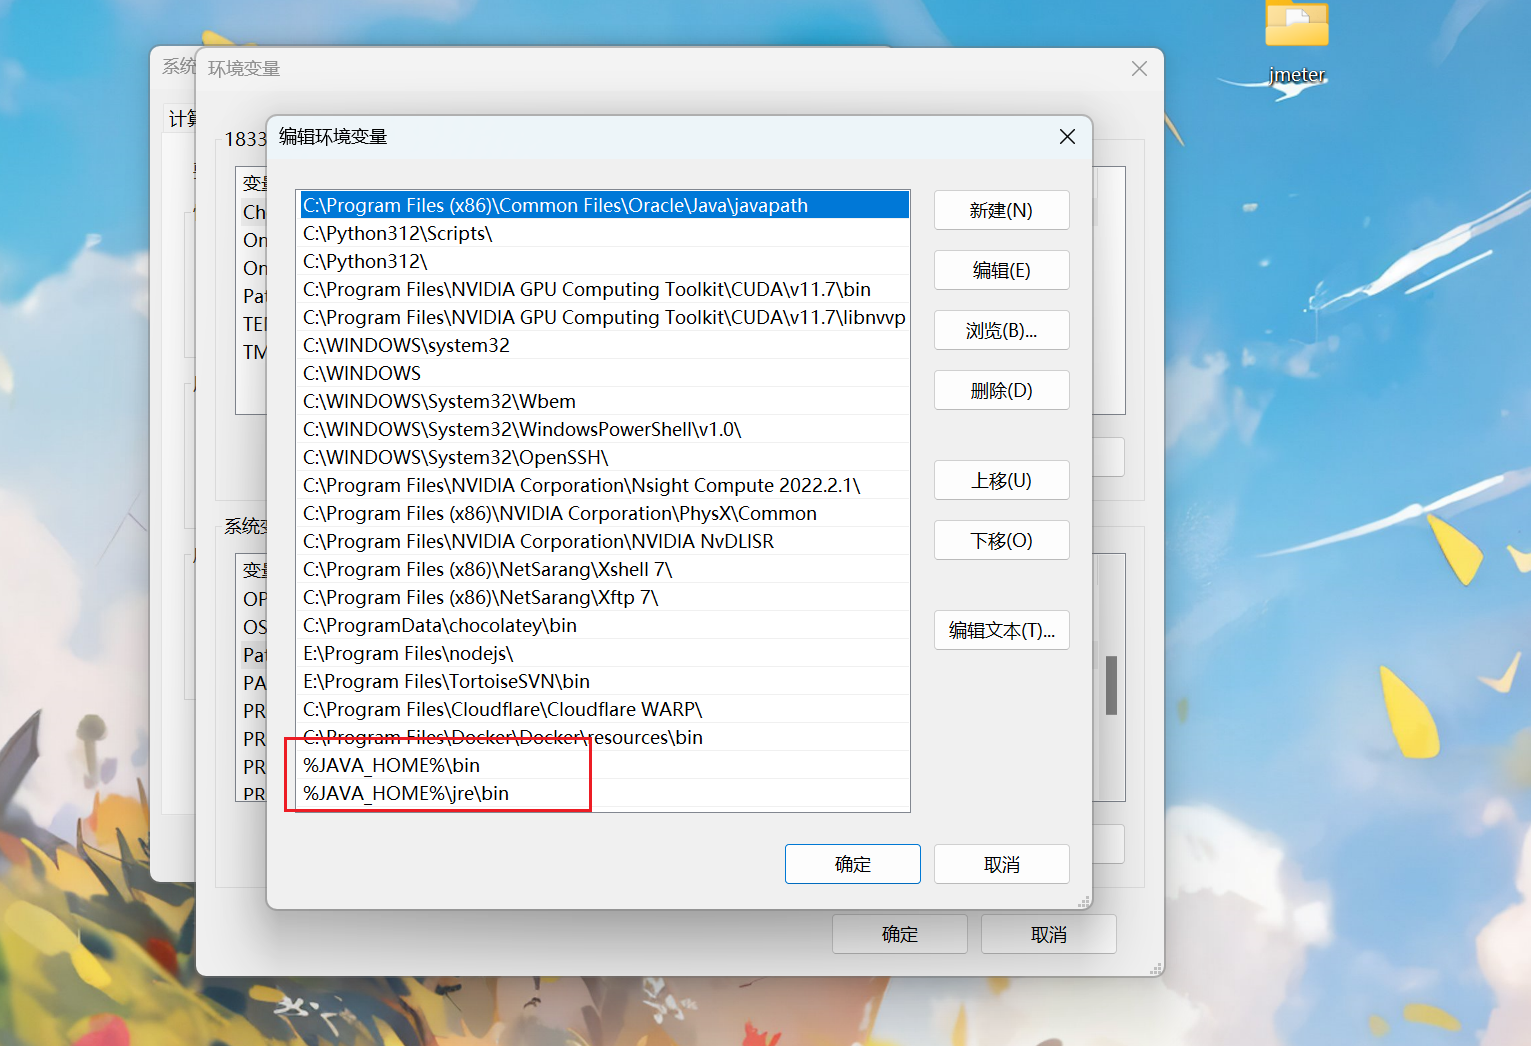 jmeter
系统
环境变量
计算
1833
编辑环境变量
变量
Ch
On
On
Pat
TEM
TM
C:\Program Files (x86)\Common Files\Oracle\Java\javapath
C:\Python312\Scripts\
C:\Python312\
C:\Program Files\NVIDIA GPU Computing Toolkit\CUDA\v11.7\bin
C:\Program Files\NVIDIA GPU Computing Toolkit\CUDA\v11.7\libnvvp
C:\WINDOWS\system32
C:\WINDOWS
C:\WINDOWS\System32\Wbem
C:\WINDOWS\System32\WindowsPowerShell\v1.0\
C:\WINDOWS\System32\OpenSSH\
C:\Program Files\NVIDIA Corporation\Nsight Compute 2022.2.1\
C:\Program Files (x86)\NVIDIA Corporation\PhysX\Common
C:\Program Files\NVIDIA Corporation\NVIDIA NvDLISR
C:\Program Files (x86)\NetSarang\Xshell 7\
C:\Program Files (x86)\NetSarang\Xftp 7\
C:\ProgramData\chocolatey\bin
E:\Program Files\nodejs\
E:\Program Files\TortoiseSVN\bin
C:\Program Files\Cloudflare\Cloudflare WARP\
C:\Program Files\Docker\Docker\resources\bin
%JAVA_HOME%\bin
%JAVA_HOME%\jre\bin
新建(N)
编辑(E)
浏览(B)...
删除(D)
上移(U)
下移(O)
编辑文本(T)...
系统变
变量
OP
OS
Pat
PA
PR
PR
PR
PR
确定
取消
确定
取消